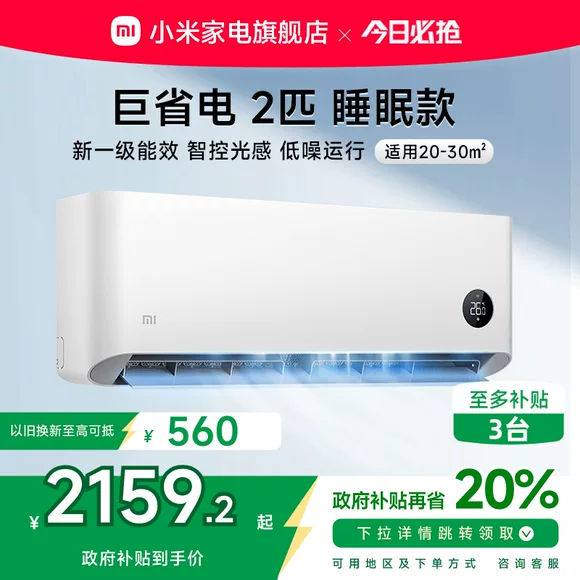 小米家电旗舰店 × 今日必抢
巨省电 2匹 睡眠款
新一级能效 智控光感 低噪运行 适用20-30㎡
26.0
mi
至多补贴
3台
以旧换新至高可抵 ¥ 560
¥2159.2 起
政府补贴到手价
政府补贴再省 20%
下拉详情跳转领取
可用地区及下单方式 咨询客服